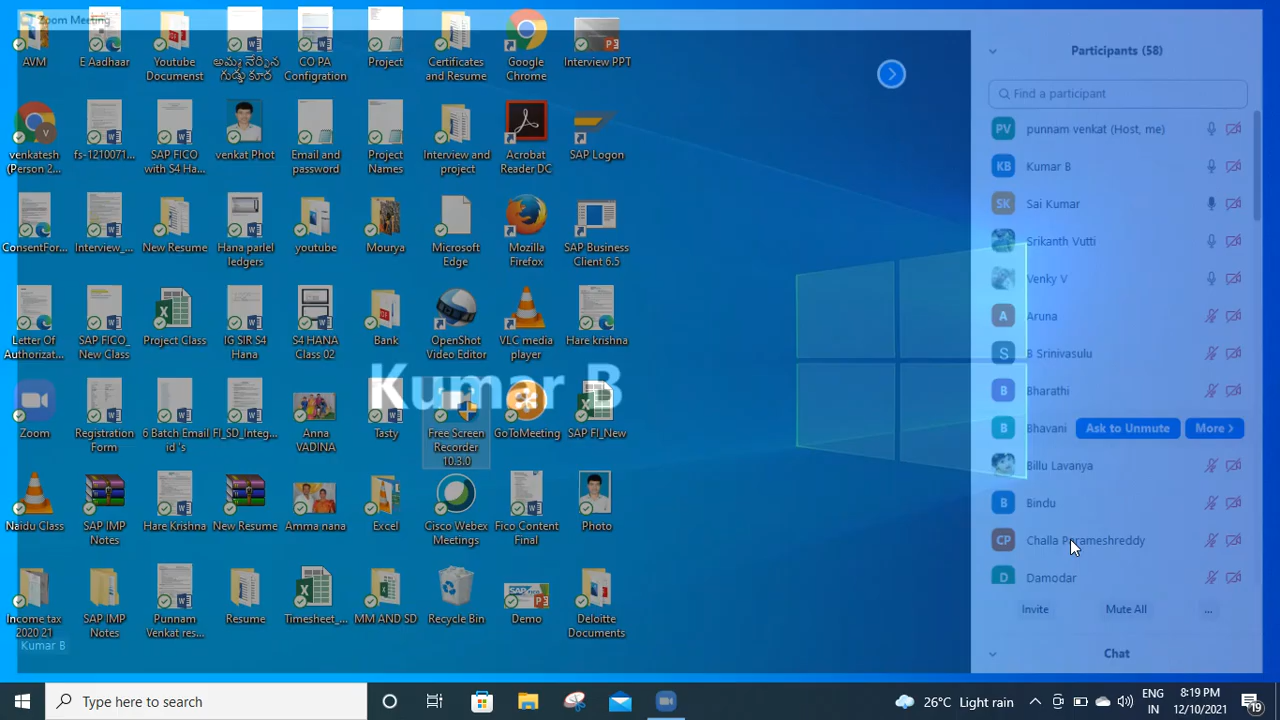 Zoom Meeting
AVM
E Aadhaar
Youtube
Documenst
అమ్మ నేర్పిన
గుడ్డు కూర
CO PA
Configration
Project
Certificates
and Resume
Google
Chrome
Interview PPT
venkatesh
(Person 2...
fs-1210071...
SAP FICO
with S4 Ha...
venkat Phot
Email and
password
Project
Names
Interview and
project
Acrobat
Reader DC
SAP Logon
ConsentFor...
Interview_...
New Resume
Hana parlel
ledgers
youtube
Mourya
Microsoft
Edge
Mozilla
Firefox
SAP Business
Client 6.5
Letter Of
Authorizat...
SAP FICO_
New Class
Project Class
IG SIR S4
Hana
S4 HANA
Class 02
Bank
OpenShot
Video Editor
VLC media
player
Hare krishna
Kumar B
Zoom
Registration
Form
6 Batch Email
id 's
FI_SD_Integ...
Anna
VADINA
Tasty
Free Screen
Recorder
10.3.0
GoToMeeting
SAP FI_New
Naidu Class
SAP IMP
Notes
Hare Krishna
New Resume
Amma nana
Excel
Cisco Webex
Meetings
Fico Content
Final
Photo
Income tax
2020 21
SAP IMP
Notes
Punnam
Venkat res...
Resume
Timesheet_...
MM AND SD
Recycle Bin
Demo
Deloitte
Documents
Kumar B
Participants (58)
Find a participant
PV punnam venkat (Host, me)
KB Kumar B
SK Sai Kumar
Srikanth Vutti
Venky V
A Aruna
S B Srinivasulu
B Bharathi
B Bhavani Ask to Unmute More >
Billu Lavanya
B Bindu
CP Challa Parameshreddy
D Damodar
Invite Mute All ...
Chat
Type here to search
26°C Light rain
ENG
IN
8:19 PM
12/10/2021
19